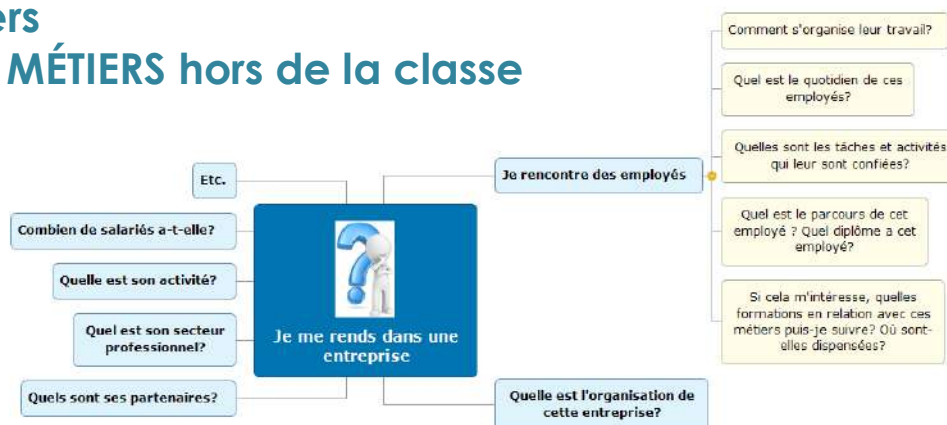 MÉTIERS hors de la classe
Etc.
Combien de salariés a-t-elle?
Quelle est son activité?
Quel est son secteur
professionnel?
Quels sont ses partenaires?
Je me rends dans une
entreprise
Je rencontre des employés
Comment s'organise leur travail?
Quel est le quotidien de ces
employés?
Quelles sont les tâches et activités
qui leur sont confiées?
Quel est le parcours de cet
employé ? Quel diplôme a cet
employé?
Si cela m'intéresse, quelles
formations en relation avec ces
métiers puis-je suivre? Où sont-
elles dispensées?
Quelle est l'organisation de
cette entreprise?